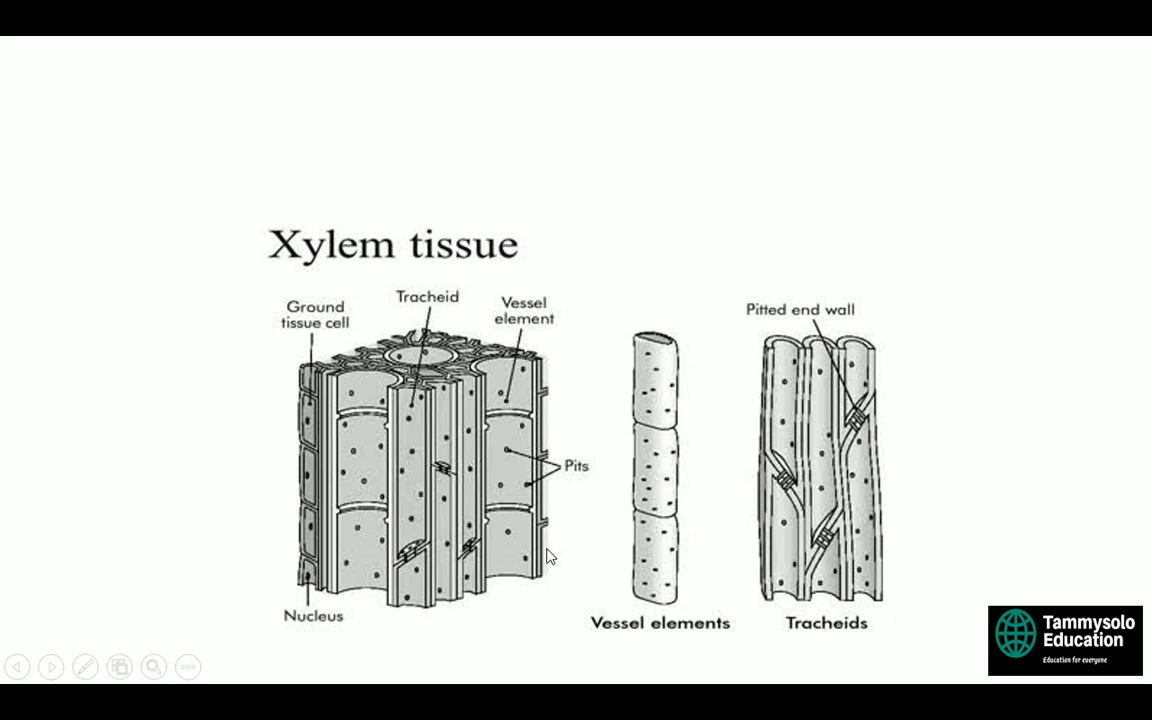 Xylem tissue
Ground
tissue cell
Tracheid
Vessel
element
Pits
Nucleus
Vessel elements
Pitted end wall
Tracheids
Tammysolo
Education
Education for everyone